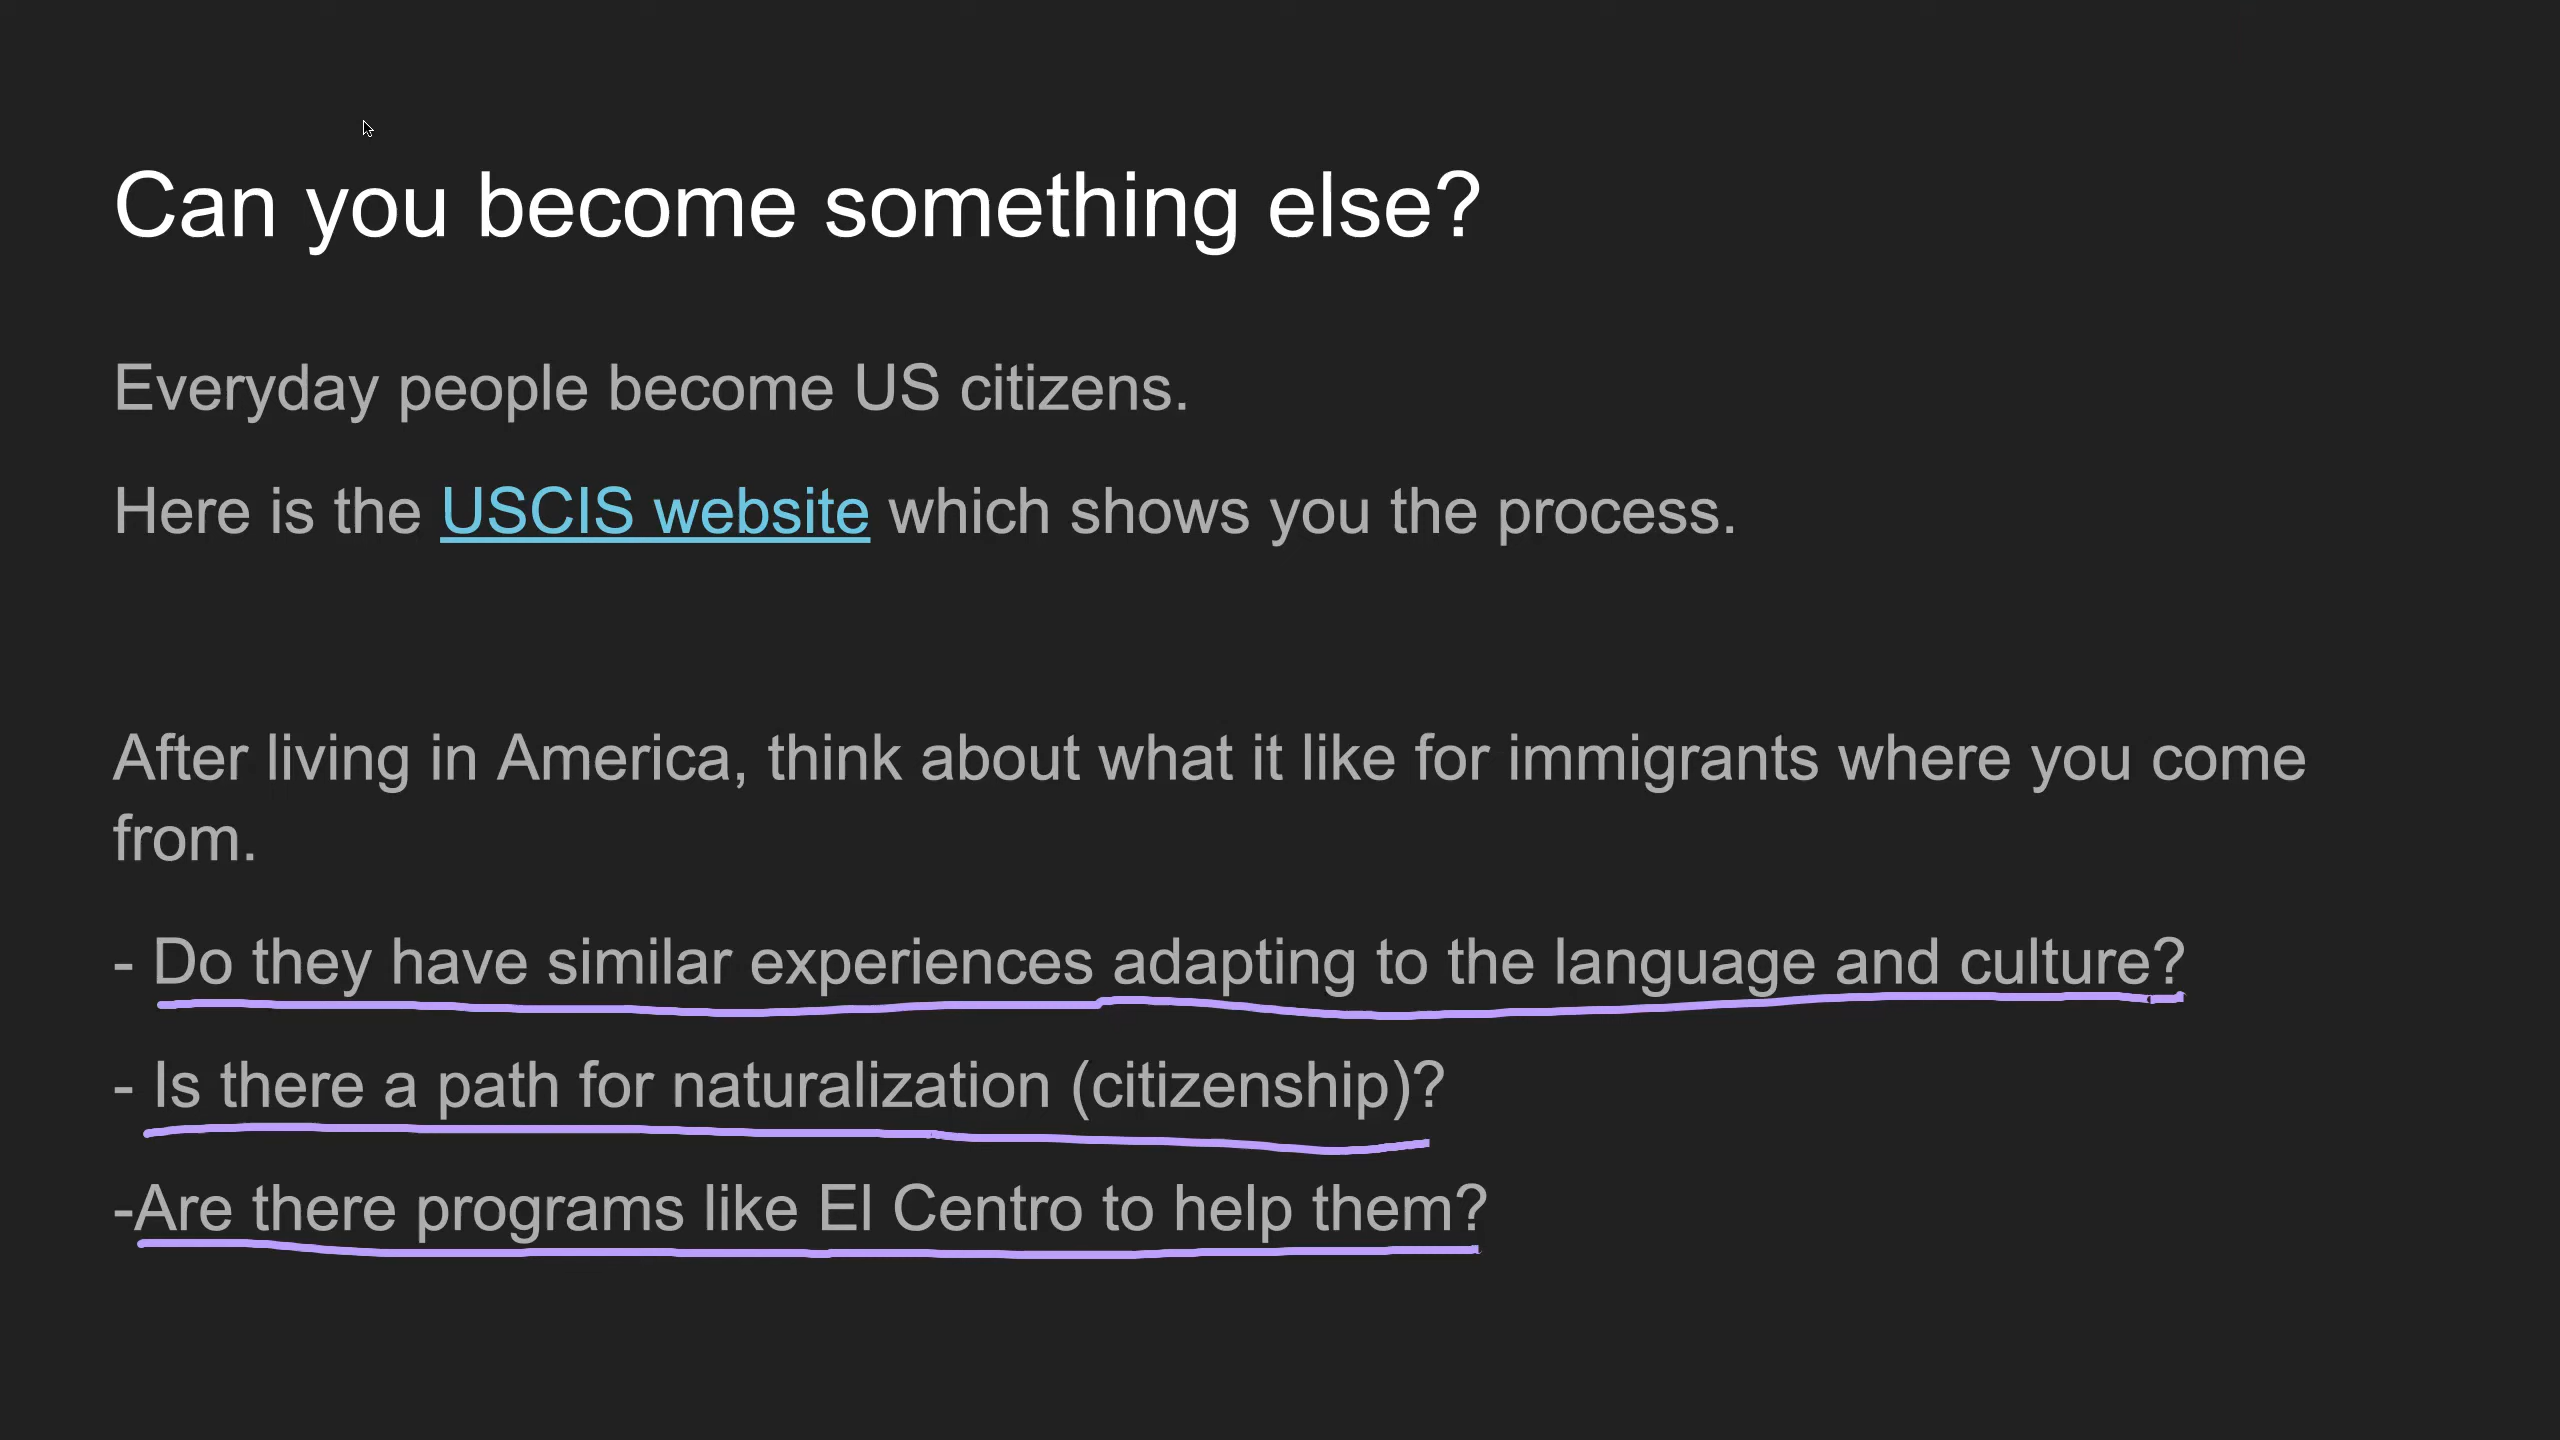 Can you become something else?
Everyday people become US citizens.
Here is the USCIS website which shows you the process.
After living in America, think about what it like for immigrants where you come
from.
- Do they have similar experiences adapting to the language and culture?
- Is there a path for naturalization (citizenship)?
-Are there programs like El Centro to help them?